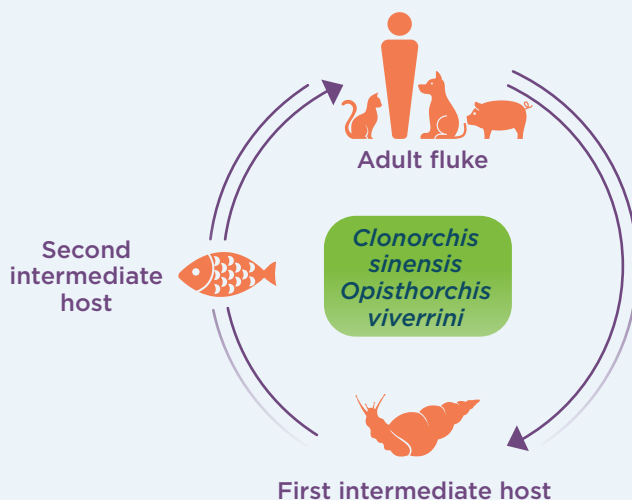 Adult fluke
Second
intermediate
host
Clonorchis
sinensis
Opisthorchis
viverrini
First intermediate host